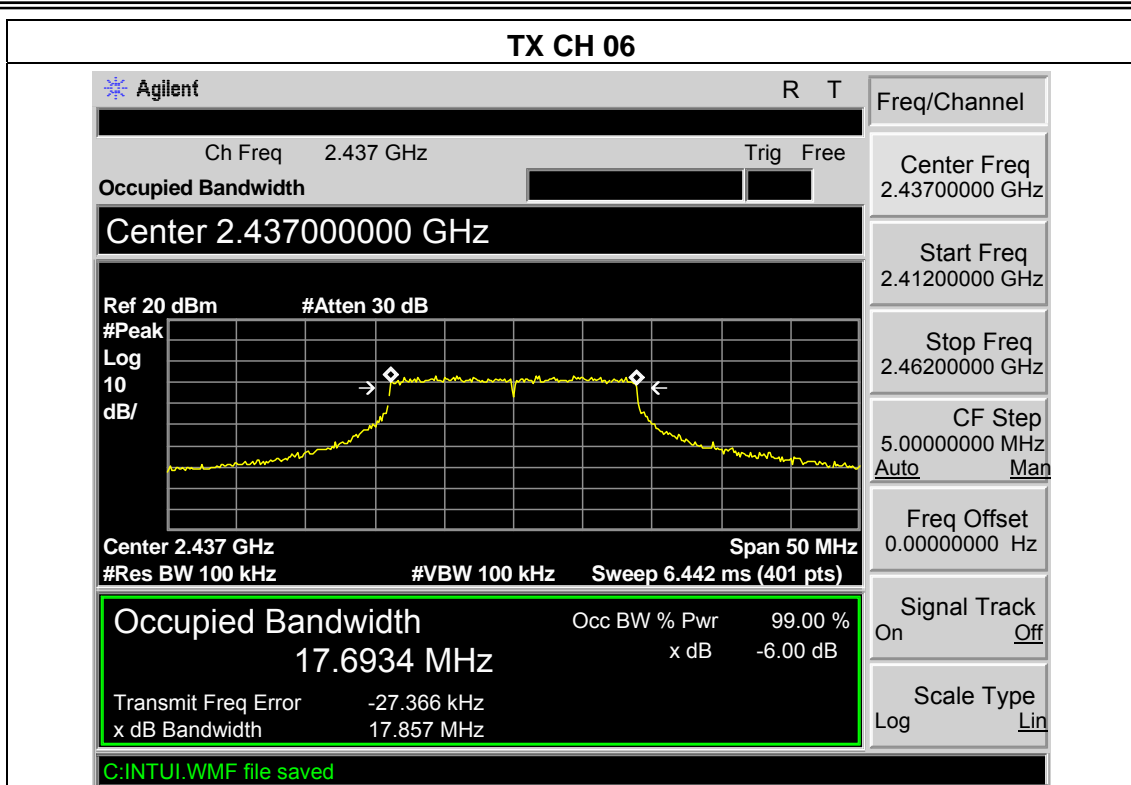 TX CH 06
Agilent R T
Ch Freq 2.437 GHz Trig Free
Occupied Bandwidth
Center 2.437000000 GHz
Ref 20 dBm #Atten 30 dB
#Peak
Log
10
dB/
Center 2.437 GHz Span 50 MHz
#Res BW 100 kHz #VBW 100 kHz Sweep 6.442 ms (401 pts)
Occupied Bandwidth Occ BW % Pwr 99.00 %
17.6934 MHz x dB -6.00 dB
Transmit Freq Error -27.366 kHz
x dB Bandwidth 17.857 MHz
C:INTUI.WMF file saved
Freq/Channel
Center Freq
2.43700000 GHz
Start Freq
2.41200000 GHz
Stop Freq
2.46200000 GHz
CF Step
5.00000000 MHz
Auto Man
Freq Offset
0.00000000 Hz
Signal Track
On Off
Scale Type
Log Lin